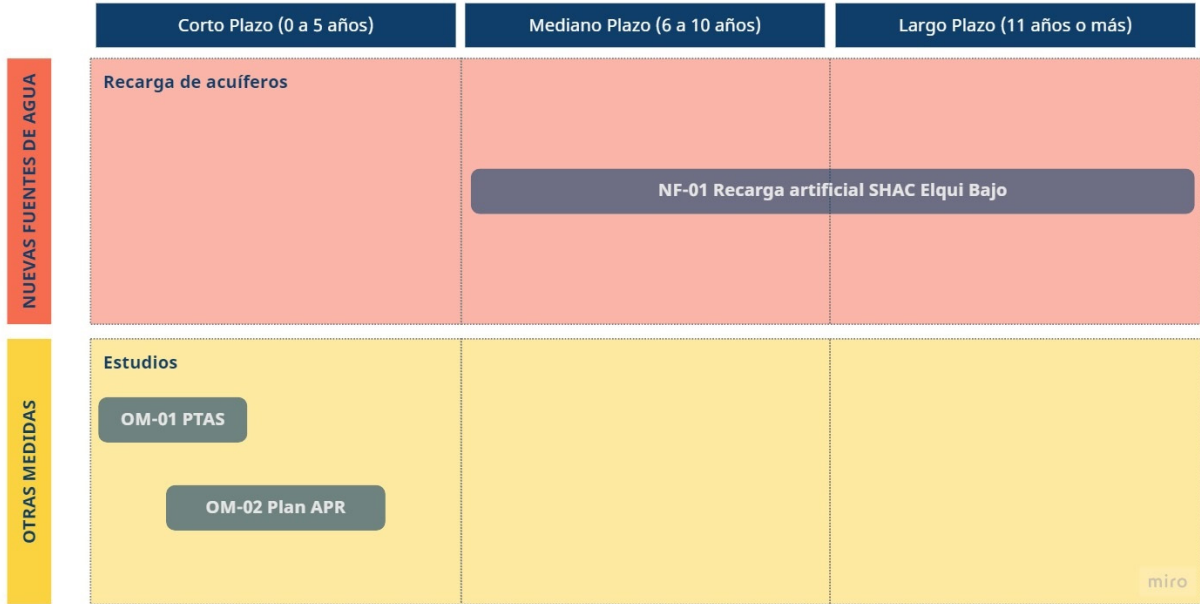 Corto Plazo (0 a 5 años)
Mediano Plazo (6 a 10 años)
Largo Plazo (11 años o más)
NUEVAS FUENTES DE AGUA
Recarga de acuíferos
NF-01 Recarga artificial SHAC Elqui Bajo
OTRAS MEDIDAS
Estudios
OM-01 PTAS
OM-02 Plan APR
miro